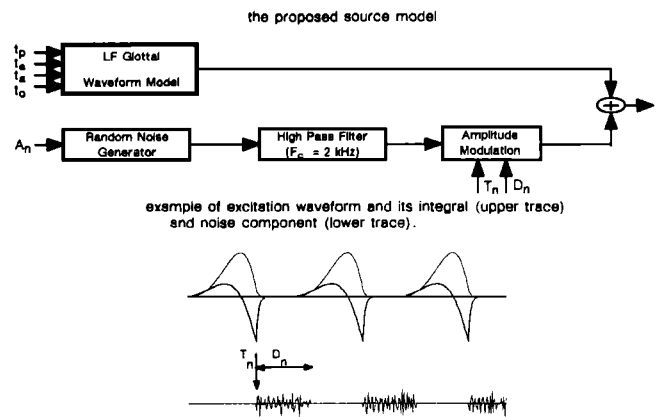 the proposed source model
tp
te
ta
to
LF Glottal
Waveform Model
An
Random Noise
Generator
High Pass Filter
(Fc = 2 kHz)
Amplitude
Modulation
+
Tn Dn
example of excitation waveform and its integral (upper trace)
and noise component (lower trace).
Tn Dn